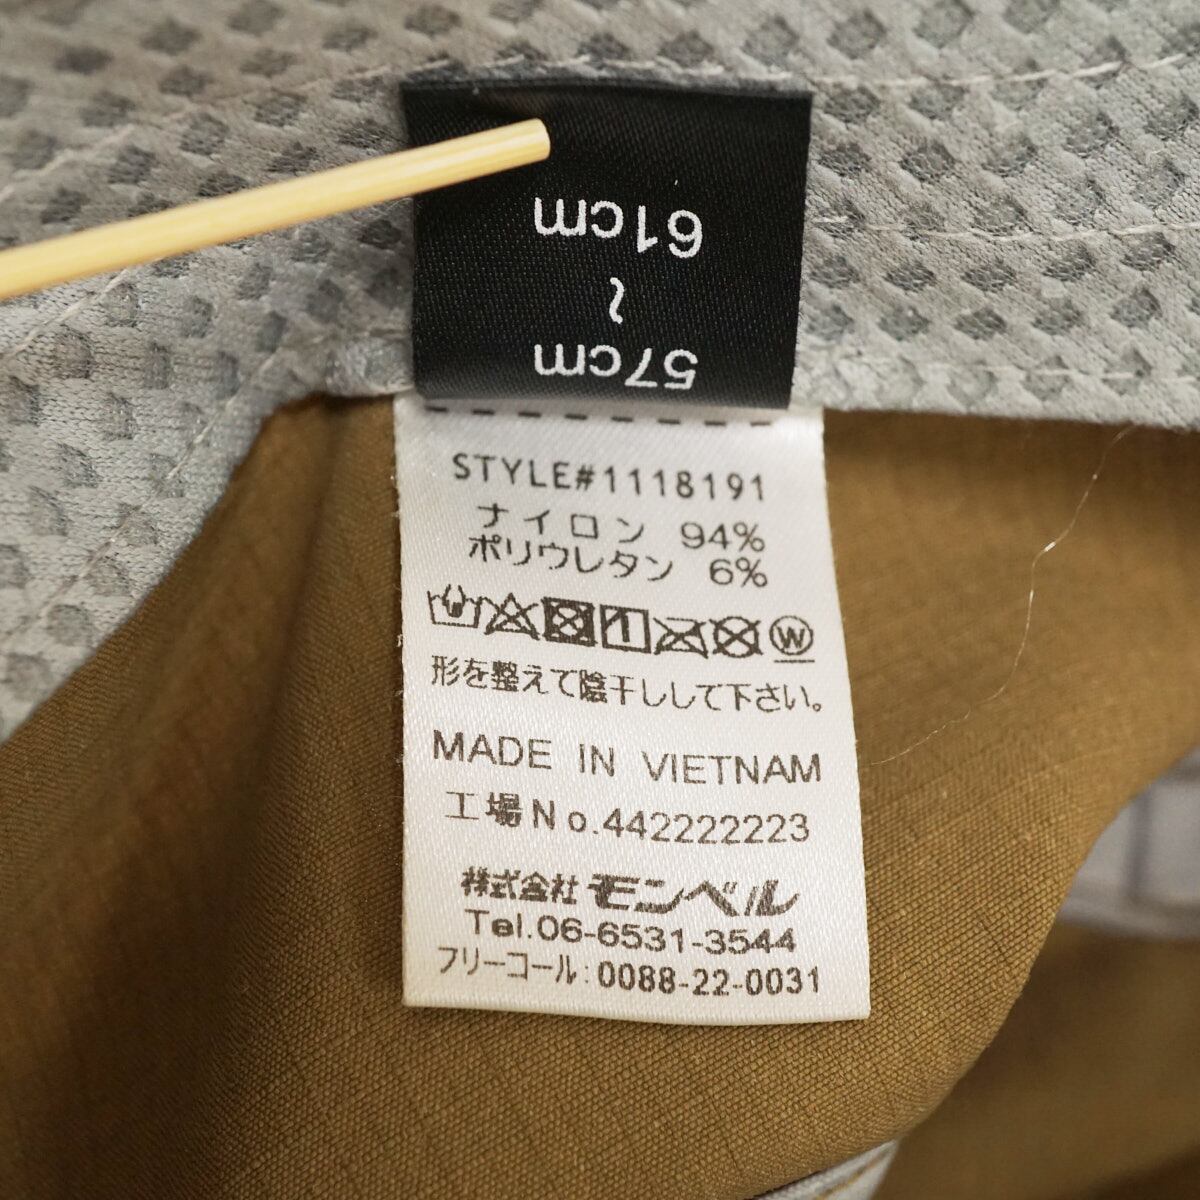 57cm
~
61cm
STYLE#1118191
ナイロン 94%
ポリウレタン 6%
W
形を整えて陰干しして下さい。
MADE IN VIETNAM
工場No.442222223
株式会社モンベル
Tel.06-6531-3544
フリーコール:0088-22-0031